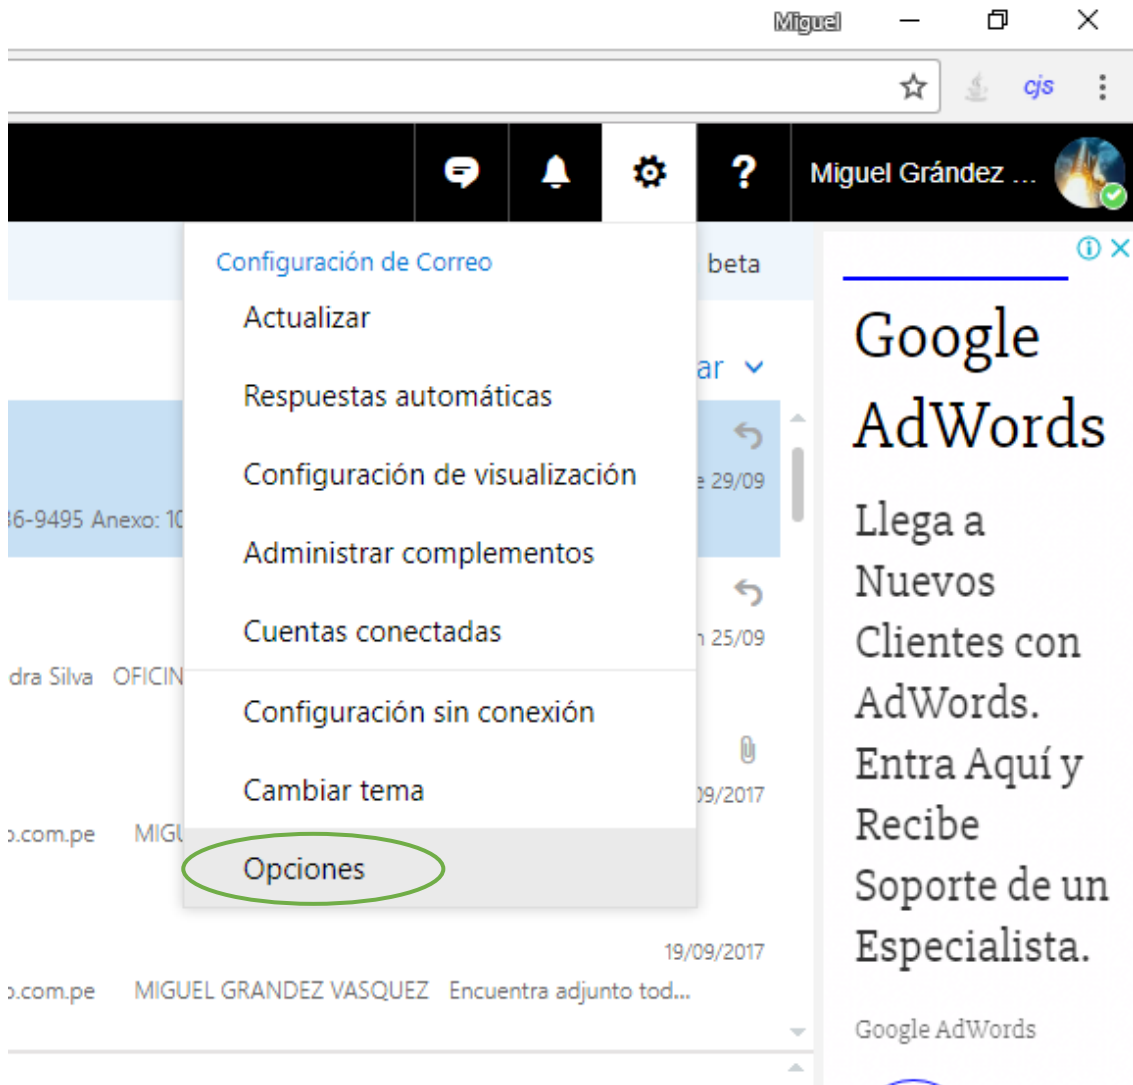 Miguel
cjs
?
Miguel Grández ...
Configuración de Correo
beta
Actualizar
ar
Respuestas automáticas
Configuración de visualización
29/09
36-9495 Anexo: 10
Administrar complementos
Cuentas conectadas
25/09
dra Silva OFICIN
Configuración sin conexión
Cambiar tema
09/2017
o.com.pe MIGU
Opciones
19/09/2017
o.com.pe MIGUEL GRANDEZ VASQUEZ Encuentra adjunto tod...
Google
AdWords
Llega a
Nuevos
Clientes con
AdWords.
Entra Aquí y
Recibe
Soporte de un
Especialista.
Google AdWords